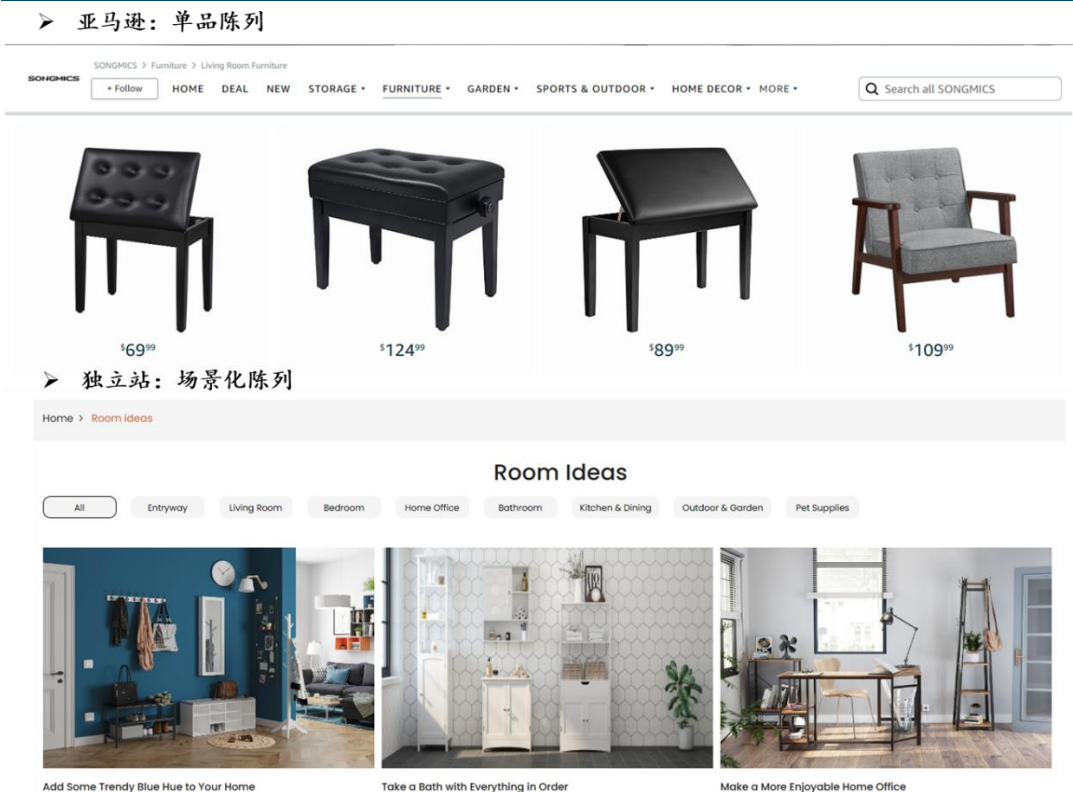 ➢ 亚马逊：单品陈列
SONGMICS > Furniture > Living Room Furniture
SONGMICS
+ Follow HOME DEAL NEW STORAGE FURNITURE GARDEN SPORTS & OUTDOOR HOME DECOR MORE Search all SONGMICS
$69.99 $124.99 $89.99 $109.99
➢ 独立站：场景化陈列
Home > Room ideas
Room Ideas
All Entryway Living Room Bedroom Home Office Bathroom Kitchen & Dining Outdoor & Garden Pet Supplies
Add Some Trendy Blue Hue to Your Home Take a Bath with Everything in Order Make a More Enjoyable Home Office